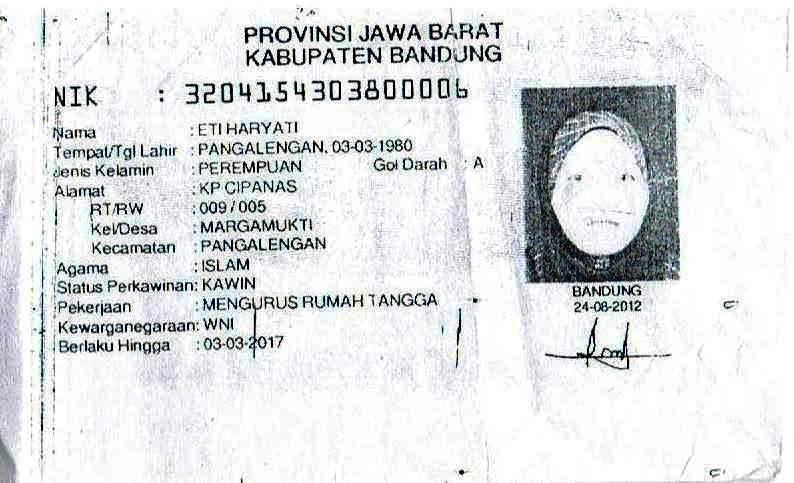 PROVINSI JAWA BARAT
KABUPATEN BANDUNG
NIK : 3204154303800006
Nama : ETI HARYATI
Tempat/Tgl Lahir : PANGALENGAN, 03-03-1980
Jenis Kelamin : PEREMPUAN Gol Darah : A
Alamat : KP CIPANAS
RT/RW : 009 / 005
Kel/Desa : MARGAMUKTI
Kecamatan : PANGALENGAN
Agama : ISLAM
Status Perkawinan: KAWIN
Pekerjaan : MENGURUS RUMAH TANGGA
Kewarganegaraan: WNI
Berlaku Hingga : 03-03-2017
BANDUNG
24-08-2012